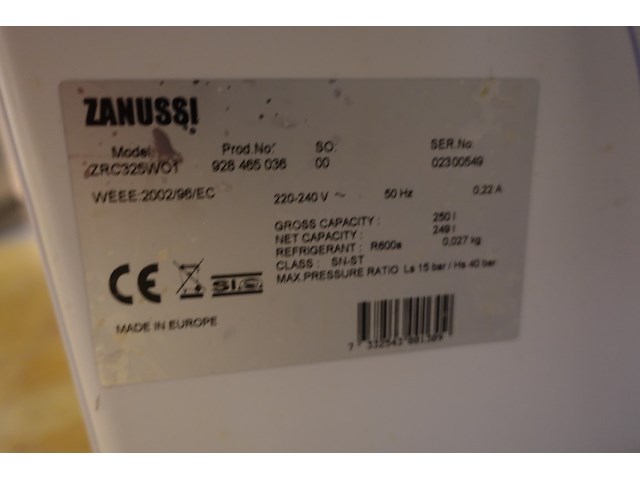 ZANUSSI
Model Prod.No: SO: SER.No
ZRC325WO1 928 465 036 00 02300549
WEEE:2002/96/EC 220-240 V ~ 50 Hz 0,22 A
GROSS CAPACITY : 250 l
NET CAPACITY : 249 l
REFRIGERANT : R600a 0,027 kg
CLASS : SN-ST
MAX.PRESSURE RATIO Ls 15 bar / Hs 40 bar
CE
MADE IN EUROPE